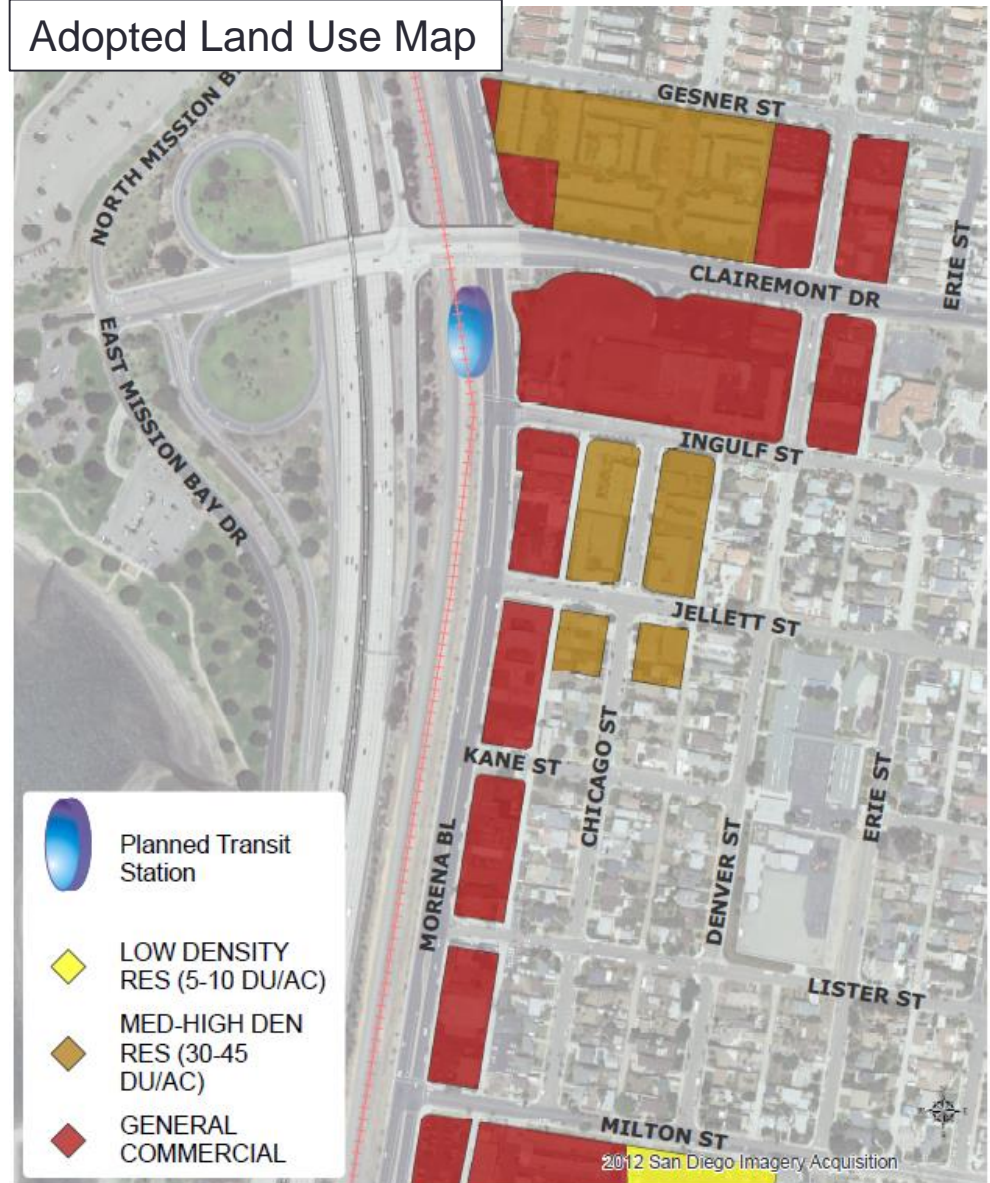 Adopted Land Use Map
NORTH MISSION B
GESNER ST
ERIE ST
CLAIREMONT DR
EAST MISSION BAY DR
INGULF ST
JELLETT ST
KANE ST
CHICAGO ST
ERIE ST
MORENA BL
DENVER ST
LISTER ST
MILTON ST
2012 San Diego Imagery Acquisition
Planned Transit
Station
LOW DENSITY
RES (5-10 DU/AC)
MED-HIGH DEN
RES (30-45
DU/AC)
GENERAL
COMMERCIAL